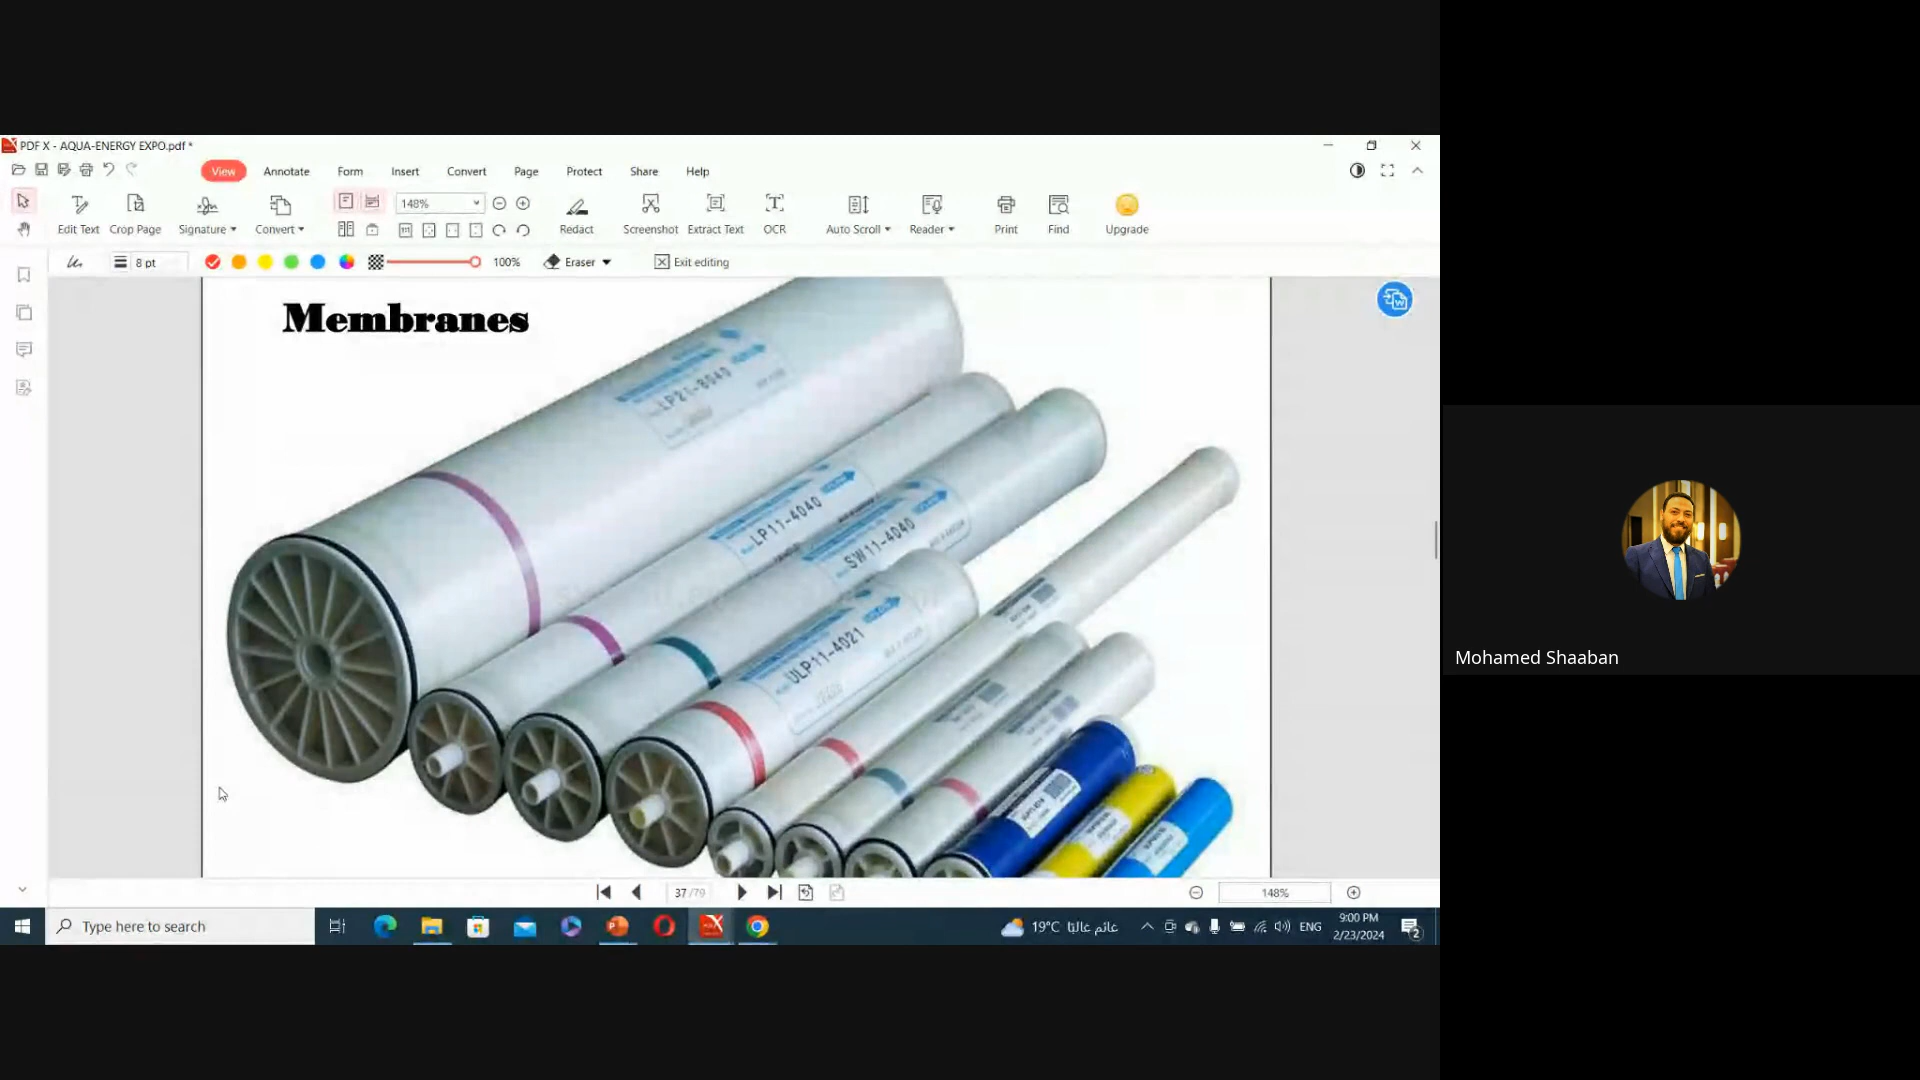 PDF X - AQUA-ENERGY EXPO.pdf *
View Annotate Form Insert Convert Page Protect Share Help
148%
Edit Text Crop Page Signature Convert Redact Screenshot Extract Text OCR Auto Scroll Reader Print Find Upgrade
8 pt 100% Eraser Exit editing
Membranes
LP21-8040
LP11-4040
SW11-4040
ULP11-4021
Mohamed Shaaban
37 /79
148%
Type here to search
19°C غائم غالبًا
ENG
9:00 PM
2/23/2024
2